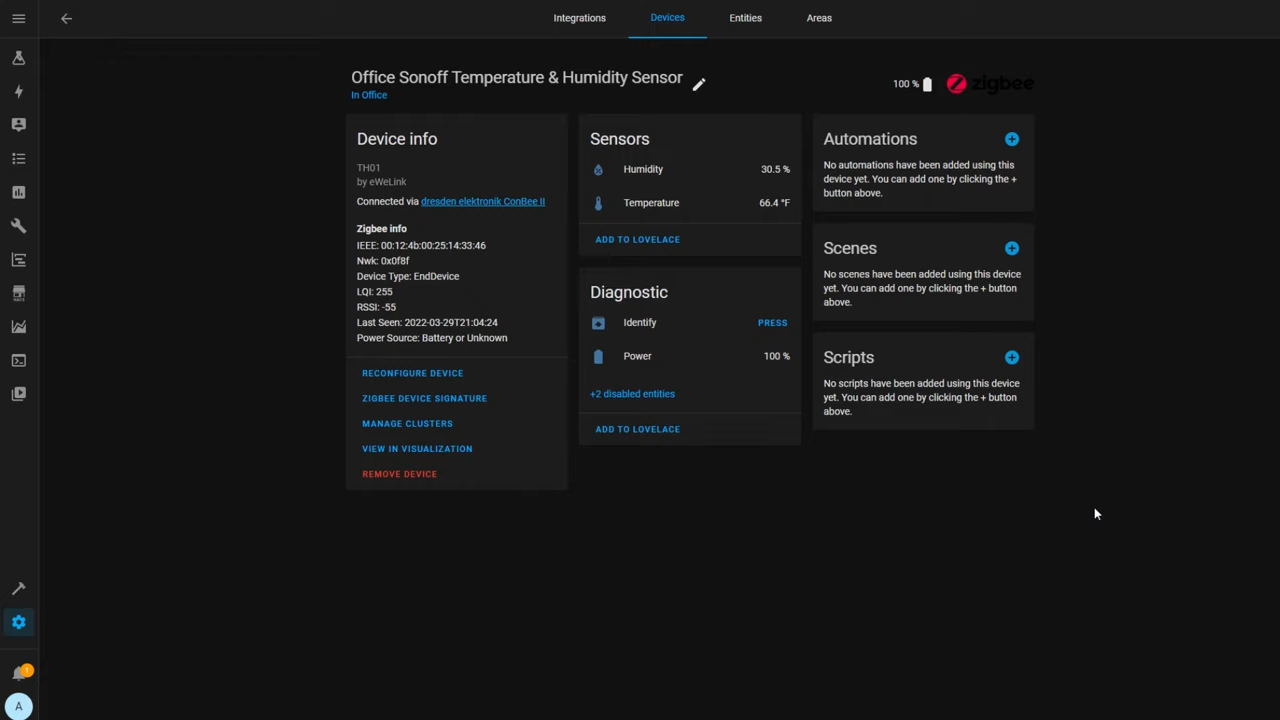 Integrations
Devices
Entities
Areas
Office Sonoff Temperature & Humidity Sensor
In Office
100 %
zigbee
Device info
TH01
by eWeLink
Connected via dresden elektronik ConBee II
Zigbee info
IEEE: 00:12:4b:00:25:14:33:46
Nwk: 0x0f8f
Device Type: EndDevice
LQI: 255
RSSI: -55
Last Seen: 2022-03-29T21:04:24
Power Source: Battery or Unknown
RECONFIGURE DEVICE
ZIGBEE DEVICE SIGNATURE
MANAGE CLUSTERS
VIEW IN VISUALIZATION
REMOVE DEVICE
Sensors
Humidity 30.5 %
Temperature 66.4 °F
ADD TO LOVELACE
Diagnostic
Identify PRESS
Power 100 %
+2 disabled entities
ADD TO LOVELACE
Automations
No automations have been added using this
device yet. You can add one by clicking the +
button above.
Scenes
No scenes have been added using this device
yet. You can add one by clicking the + button
above.
Scripts
No scripts have been added using this device
yet. You can add one by clicking the + button
above.
1
A